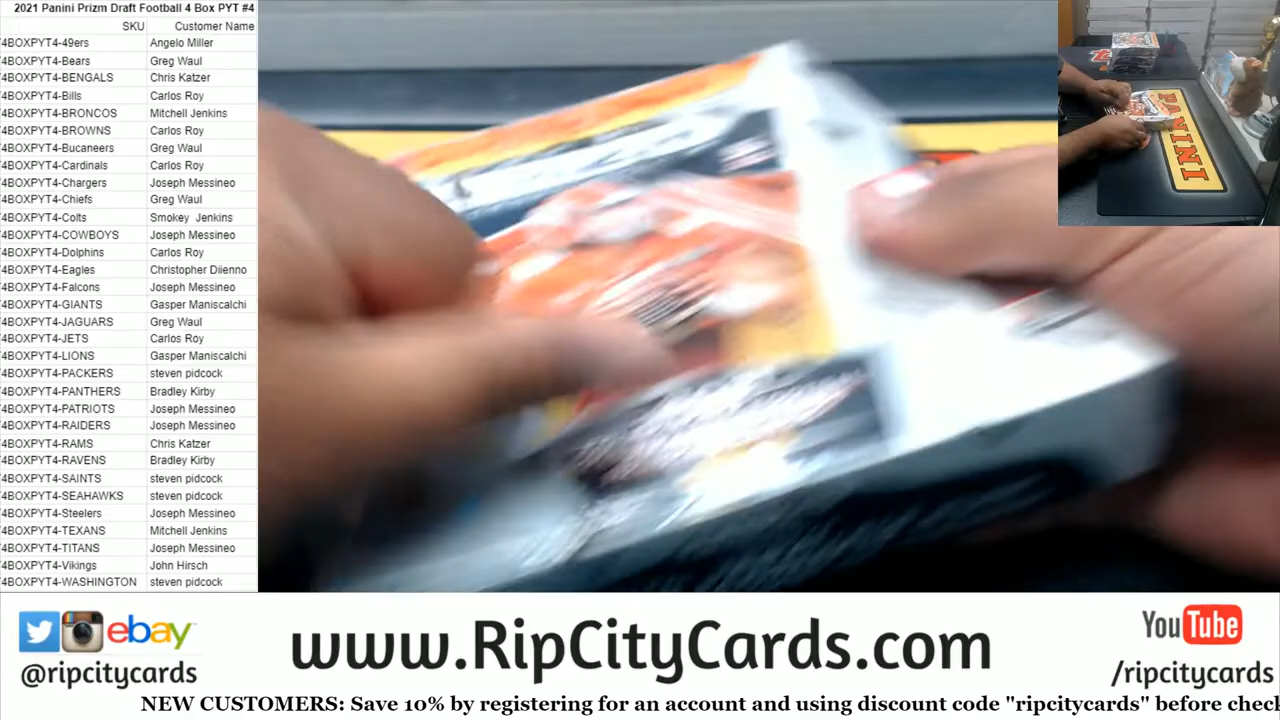 2021 Panini Prizm Draft Football 4 Box PYT #4
SKU Customer Name
4BOXPYT4-49ers Angelo Miller
4BOXPYT4-Bears Greg Waul
4BOXPYT4-BENGALS Chris Katzer
4BOXPYT4-Bills Carlos Roy
4BOXPYT4-BRONCOS Mitchell Jenkins
4BOXPYT4-BROWNS Carlos Roy
4BOXPYT4-Bucaneers Greg Waul
4BOXPYT4-Cardinals Carlos Roy
4BOXPYT4-Chargers Joseph Messineo
4BOXPYT4-Chiefs Greg Waul
4BOXPYT4-Colts Smokey Jenkins
4BOXPYT4-COWBOYS Joseph Messineo
4BOXPYT4-Dolphins Carlos Roy
4BOXPYT4-Eagles Christopher Diienno
4BOXPYT4-Falcons Joseph Messineo
4BOXPYT4-GIANTS Gasper Maniscalchi
4BOXPYT4-JAGUARS Greg Waul
4BOXPYT4-JETS Carlos Roy
4BOXPYT4-LIONS Gasper Maniscalchi
4BOXPYT4-PACKERS steven pidcock
4BOXPYT4-PANTHERS Bradley Kirby
4BOXPYT4-PATRIOTS Joseph Messineo
4BOXPYT4-RAIDERS Joseph Messineo
4BOXPYT4-RAMS Chris Katzer
4BOXPYT4-RAVENS Bradley Kirby
4BOXPYT4-SAINTS steven pidcock
4BOXPYT4-SEAHAWKS steven pidcock
4BOXPYT4-Steelers Joseph Messineo
4BOXPYT4-TEXANS Mitchell Jenkins
4BOXPYT4-TITANS Joseph Messineo
4BOXPYT4-Vikings John Hirsch
4BOXPYT4-WASHINGTON steven pidcock
PANINI
ebay
@ripcitycards
www.RipCityCards.com
YouTube
/ripcitycards
NEW CUSTOMERS: Save 10% by registering for an account and using discount code "ripcitycards" before chec